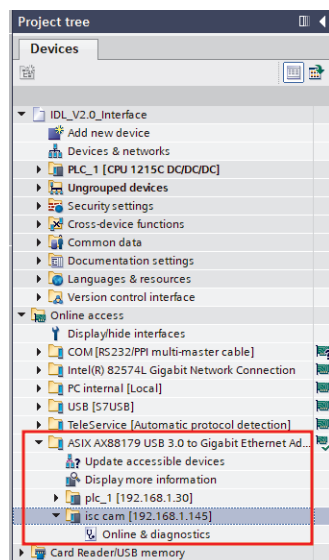 Project tree
Devices
IDL_V2.0_Interface
Add new device
Devices & networks
PLC_1 [CPU 1215C DC/DC/DC]
Ungrouped devices
Security settings
Cross-device functions
Common data
Documentation settings
Languages & resources
Version control interface
Online access
Display/hide interfaces
COM [RS232/PPI multi-master cable]
Intel(R) 82574L Gigabit Network Connection
PC internal [Local]
USB [S7USB]
TeleService [Automatic protocol detection]
ASIX AX88179 USB 3.0 to Gigabit Ethernet Ad...
Update accessible devices
Display more information
plc_1 [192.168.1.30]
isc cam [192.168.1.145]
Online & diagnostics
Card Reader/USB memory